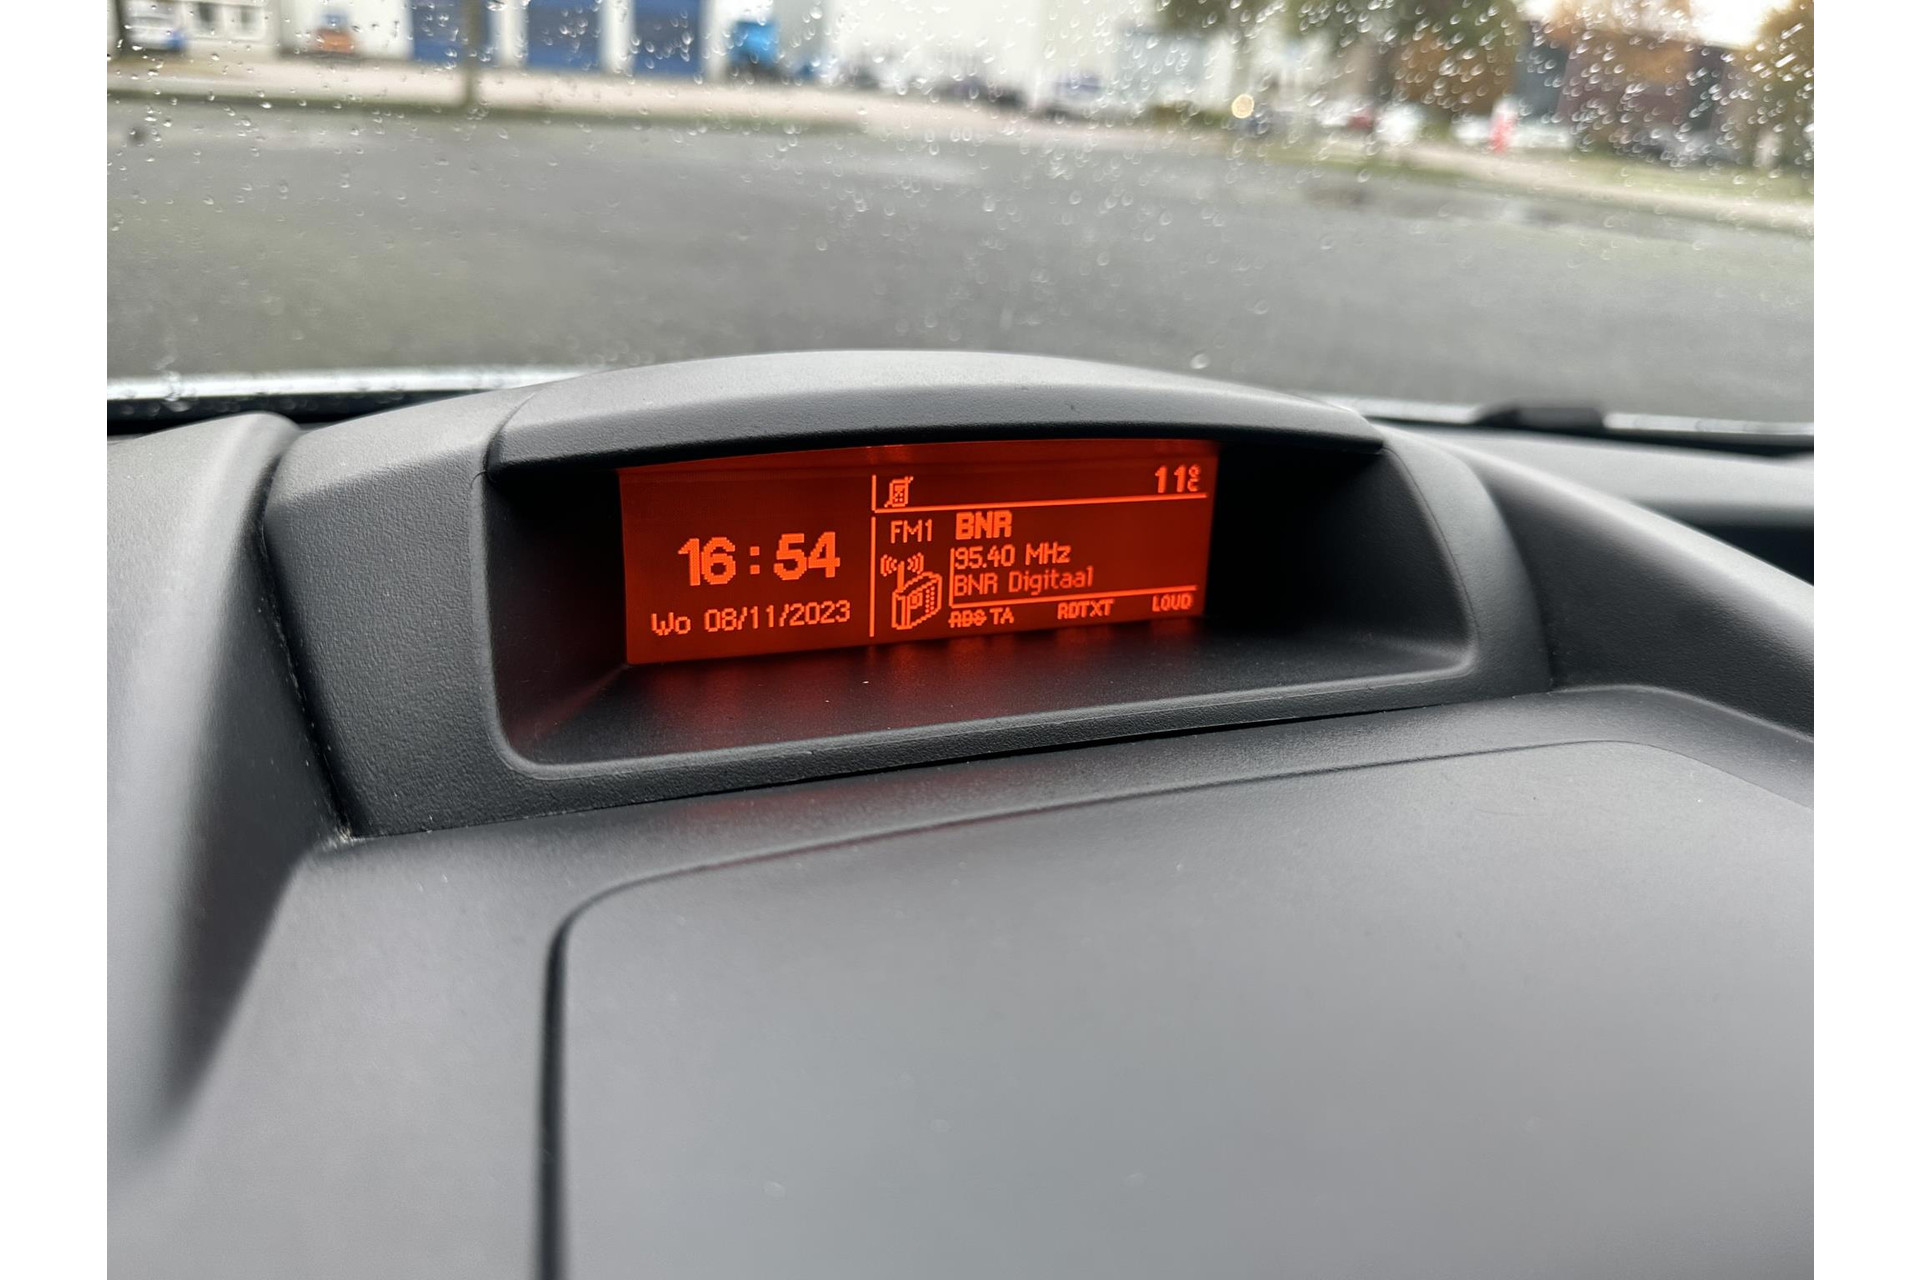 11°C
16:54
Wo 08/11/2023
FM1 BNR
95.40 MHz
BNR Digitaal
RDS TA RDTXT LOUD